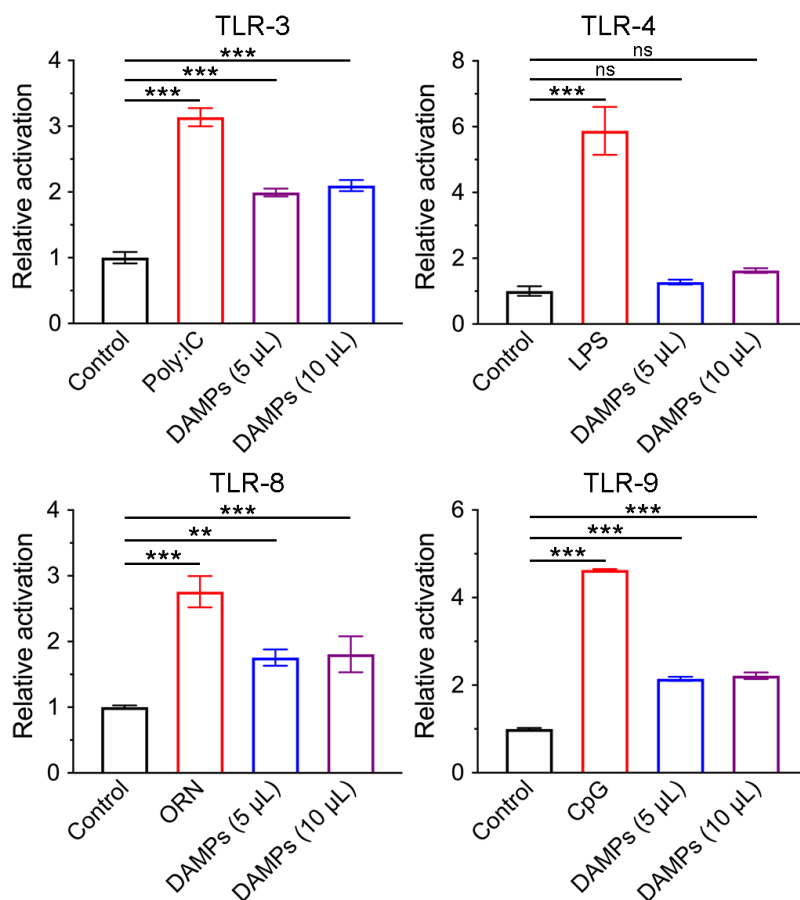 TLR-3
Relative activation
4
3
2
1
0
***
***
***
Control
Poly:IC
DAMPs (5 µL)
DAMPs (10 µL)
TLR-4
Relative activation
8
6
4
2
0
ns
ns
***
Control
LPS
DAMPs (5 µL)
DAMPs (10 µL)
TLR-8
Relative activation
4
3
2
1
0
***
**
***
Control
ORN
DAMPs (5 µL)
DAMPs (10 µL)
TLR-9
Relative activation
6
4
2
0
***
***
***
Control
CpG
DAMPs (5 µL)
DAMPs (10 µL)